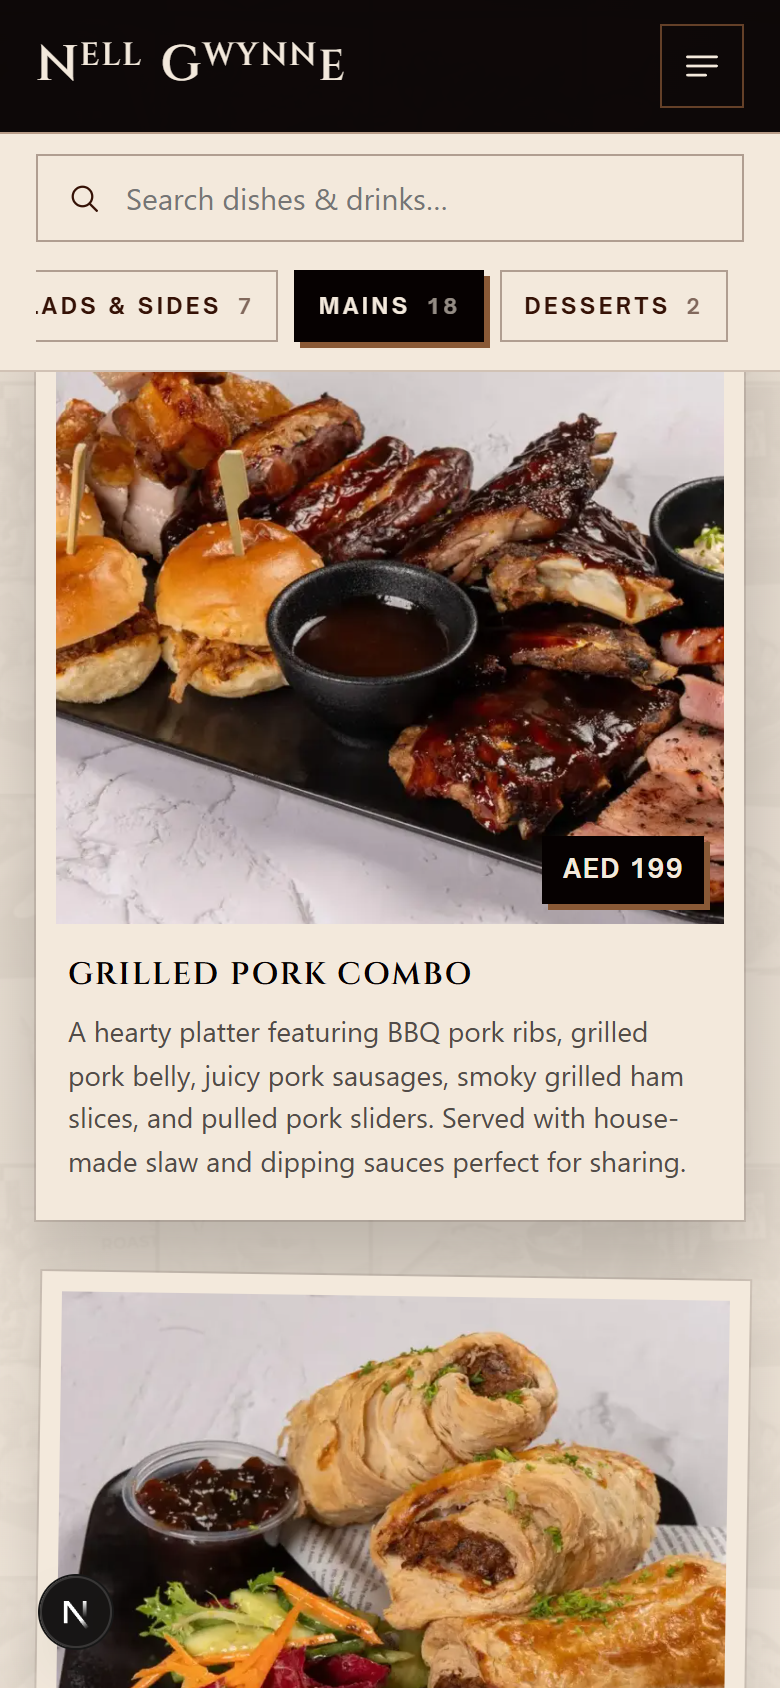 NELL GWYNNE
Search dishes & drinks...
ADS & SIDES 7
MAINS 18
DESSERTS 2
AED 199
GRILLED PORK COMBO
A hearty platter featuring BBQ pork ribs, grilled
pork belly, juicy pork sausages, smoky grilled ham
slices, and pulled pork sliders. Served with house-
made slaw and dipping sauces perfect for sharing.
N